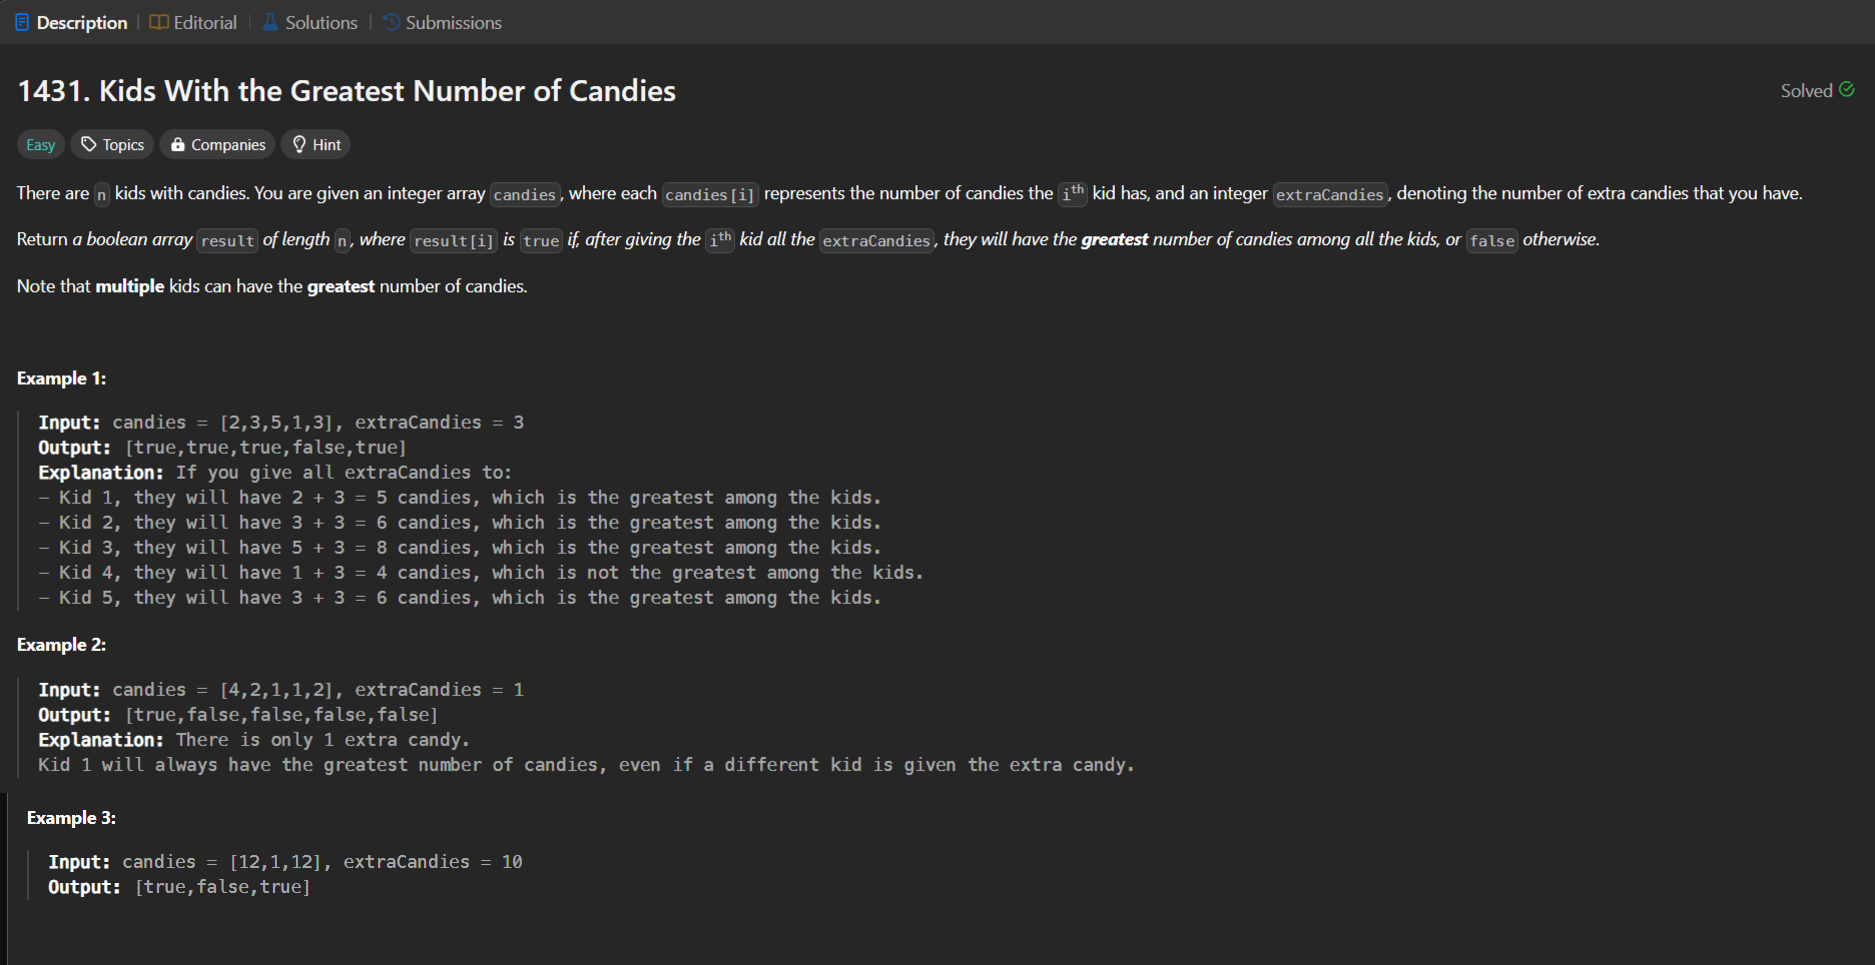 Description | Editorial | Solutions | Submissions
1431. Kids With the Greatest Number of Candies
Solved
Easy Topics Companies Hint
There are n kids with candies. You are given an integer array candies, where each candies[i] represents the number of candies the ith kid has, and an integer extraCandies, denoting the number of extra candies that you have.
Return a boolean array result of length n, where result[i] is true if, after giving the ith kid all the extraCandies, they will have the greatest number of candies among all the kids, or false otherwise.
Note that multiple kids can have the greatest number of candies.
Example 1:
Input: candies = [2,3,5,1,3], extraCandies = 3
Output: [true,true,true,false,true]
Explanation: If you give all extraCandies to:
- Kid 1, they will have 2 + 3 = 5 candies, which is the greatest among the kids.
- Kid 2, they will have 3 + 3 = 6 candies, which is the greatest among the kids.
- Kid 3, they will have 5 + 3 = 8 candies, which is the greatest among the kids.
- Kid 4, they will have 1 + 3 = 4 candies, which is not the greatest among the kids.
- Kid 5, they will have 3 + 3 = 6 candies, which is the greatest among the kids.
Example 2:
Input: candies = [4,2,1,1,2], extraCandies = 1
Output: [true,false,false,false,false]
Explanation: There is only 1 extra candy.
Kid 1 will always have the greatest number of candies, even if a different kid is given the extra candy.
Example 3:
Input: candies = [12,1,12], extraCandies = 10
Output: [true,false,true]